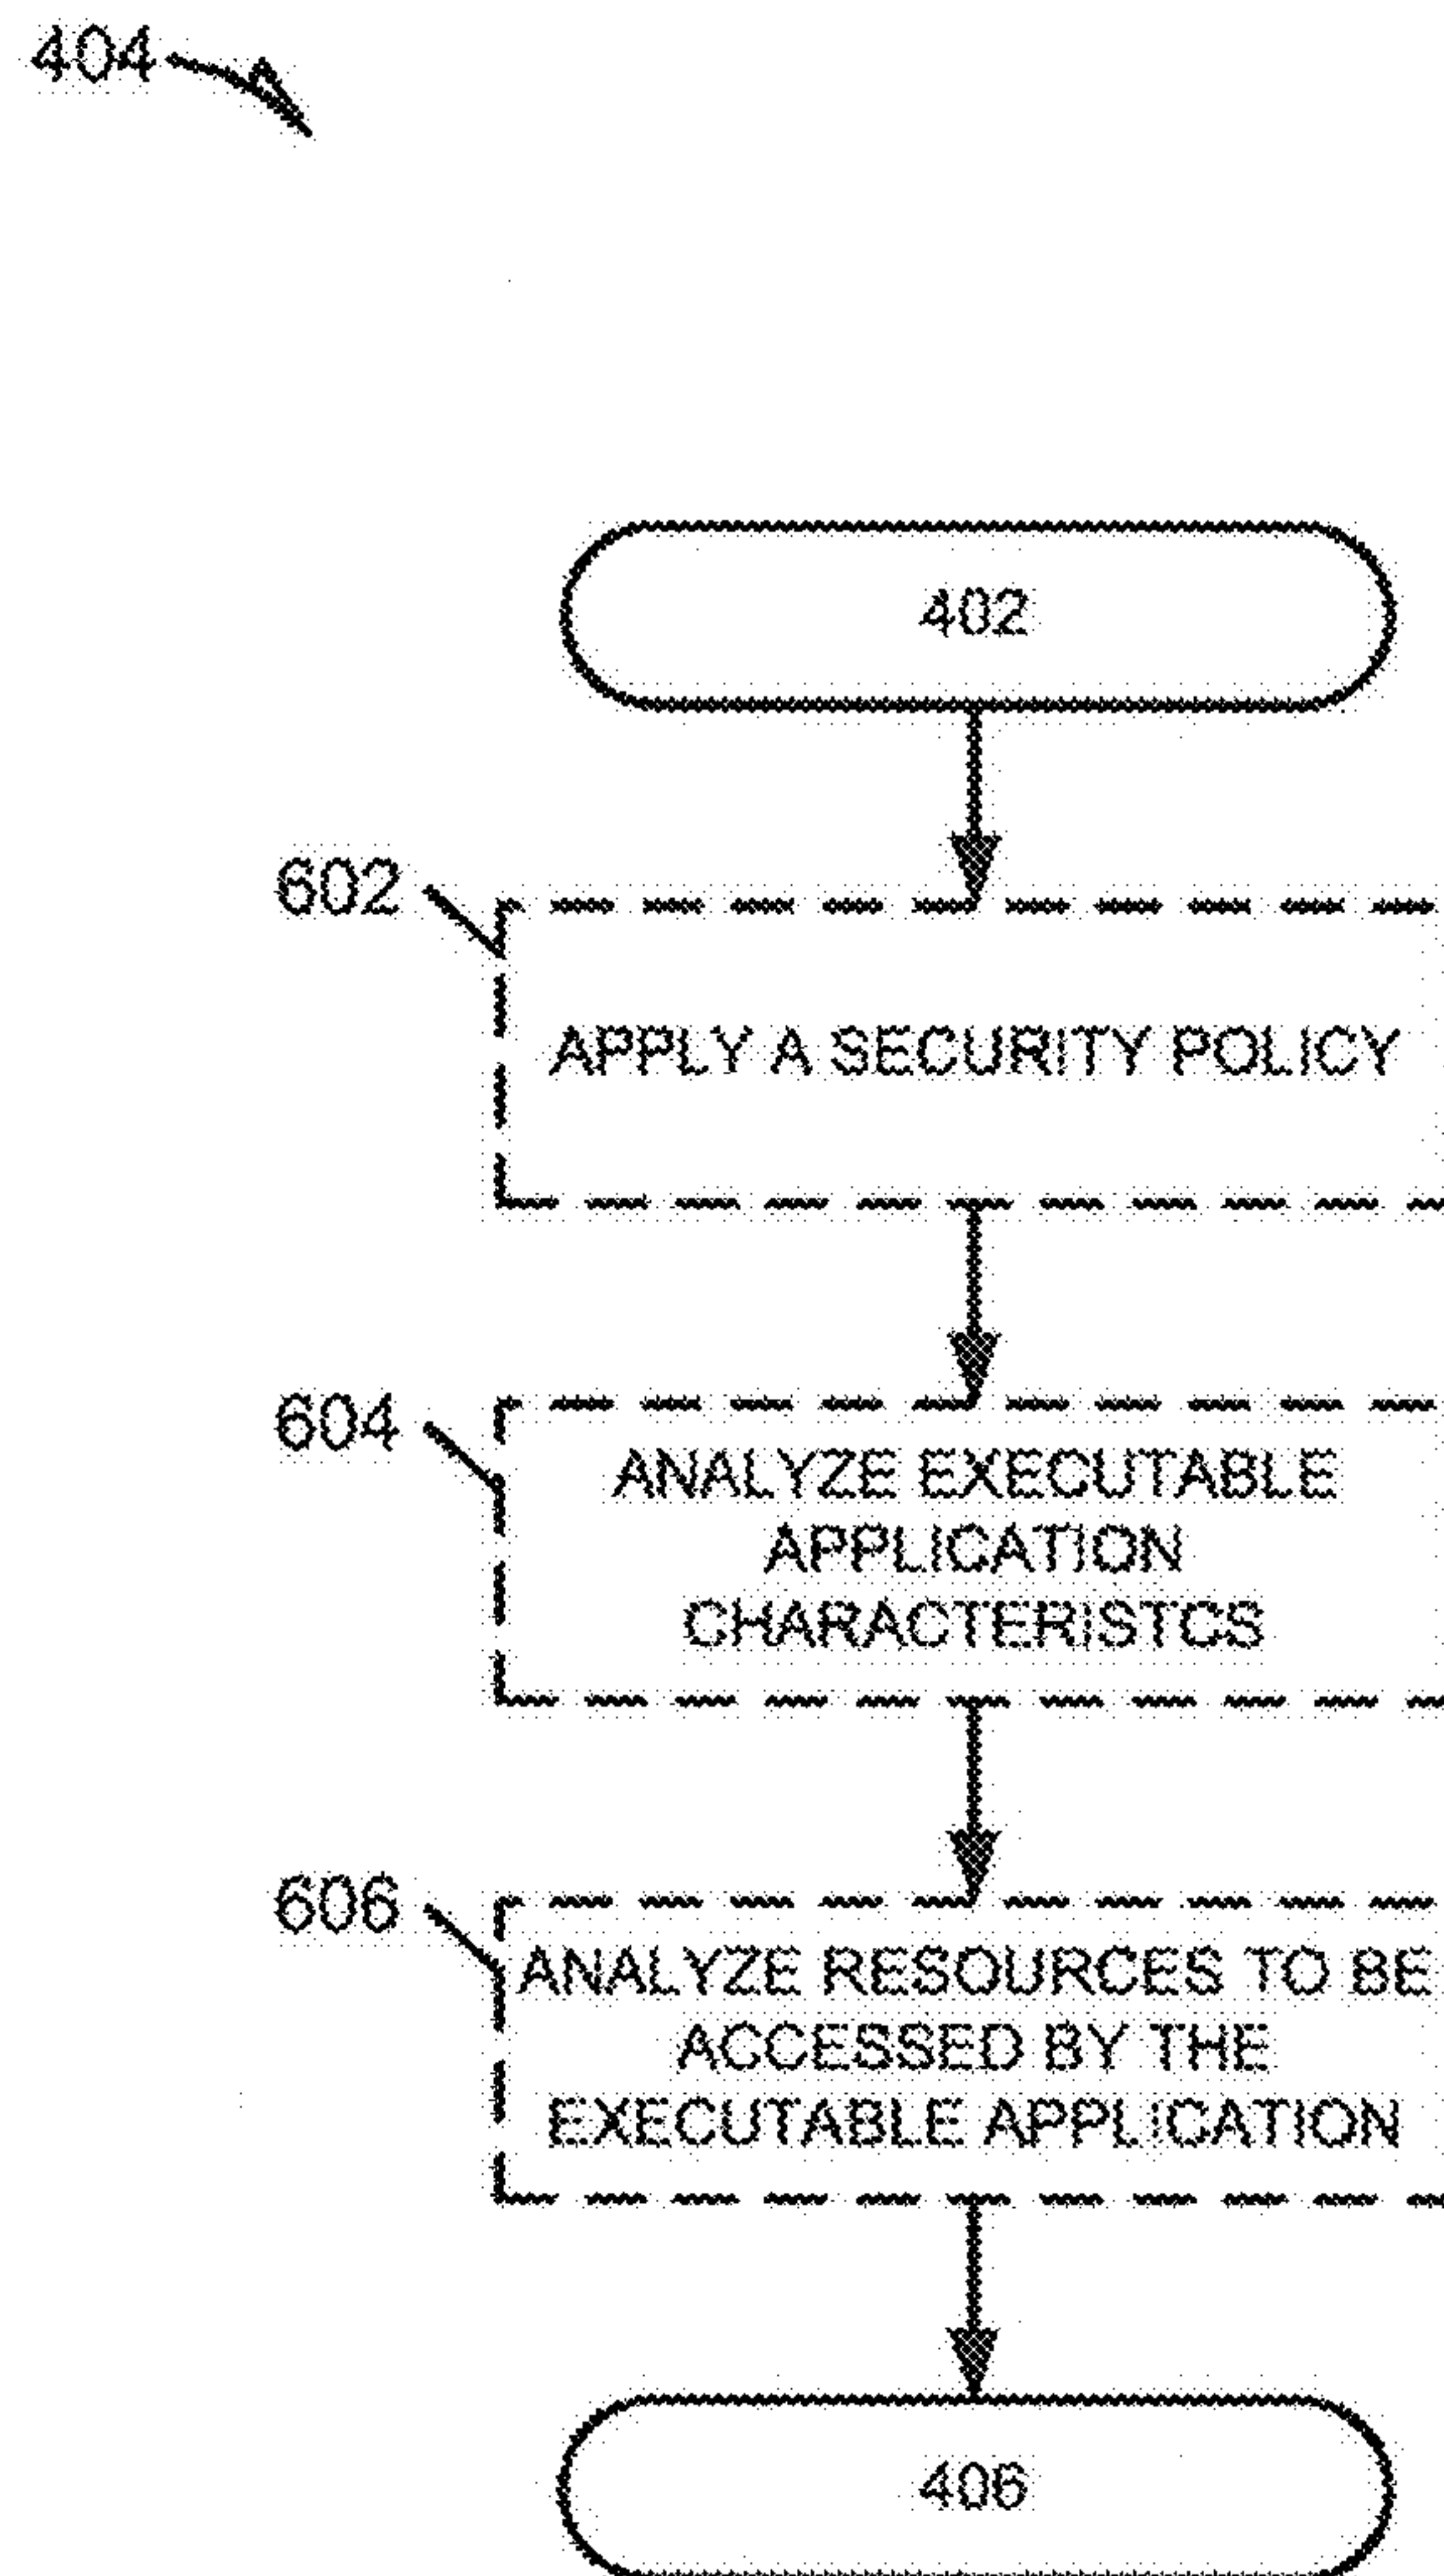 404
402
602
APPLY A SECURITY POLICY
604
ANALYZE EXECUTABLE
APPLICATION
CHARACTERISTCS
606
ANALYZE RESOURCES TO BE
ACCESSED BY THE
EXECUTABLE APPLICATION
406